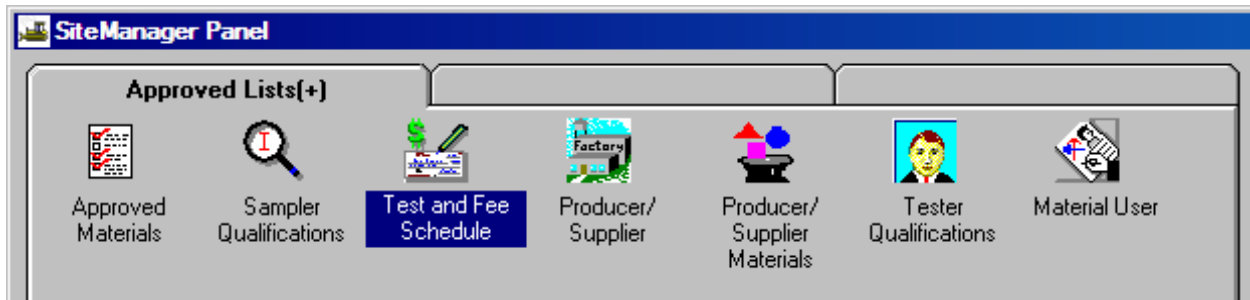 SiteManager Panel
Approved Lists(+)
Approved
Materials
Sampler
Qualifications
Test and Fee
Schedule
Factory
Producer/
Supplier
Producer/
Supplier
Materials
Tester
Qualifications
Material User